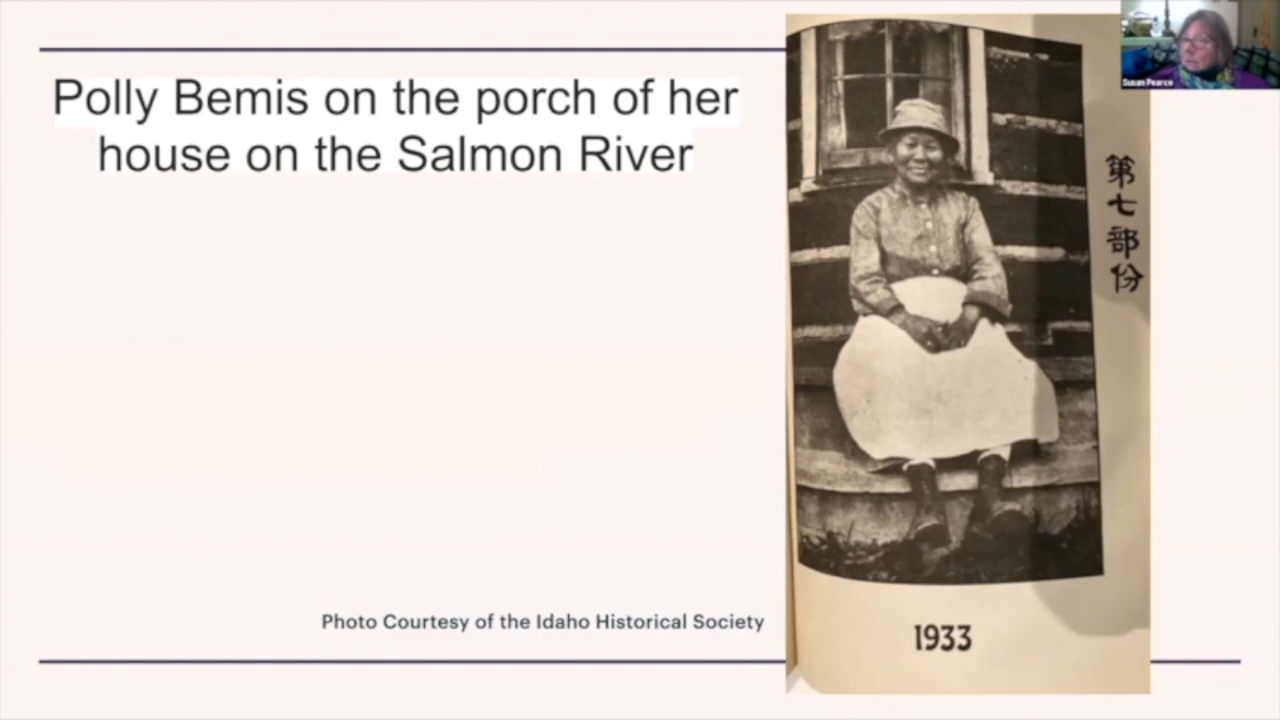 Polly Bemis on the porch of her
house on the Salmon River
Susan Pearce
第七部份
Photo Courtesy of the Idaho Historical Society
1933